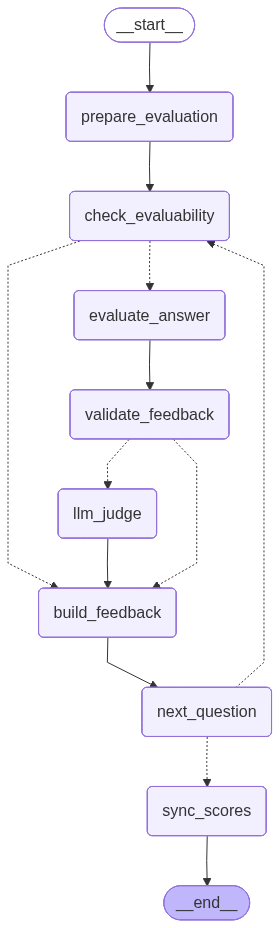 __start__
prepare_evaluation
check_evaluability
evaluate_answer
validate_feedback
llm_judge
build_feedback
next_question
sync_scores
__end__